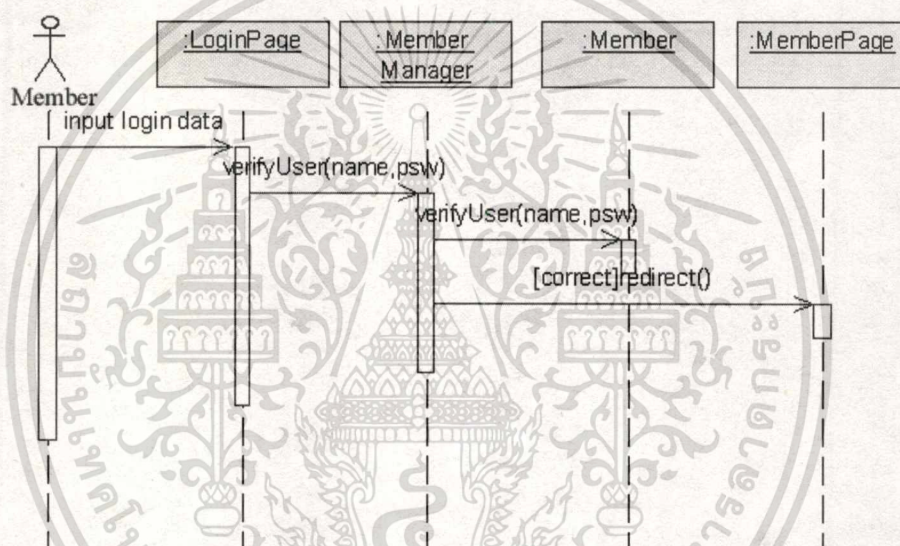 :LoginPage
:Member
Manager
:Member
:MemberPage
Member
input login data
verifyUser(name,psw)
verifyUser(name,psw)
[correct]redirect()